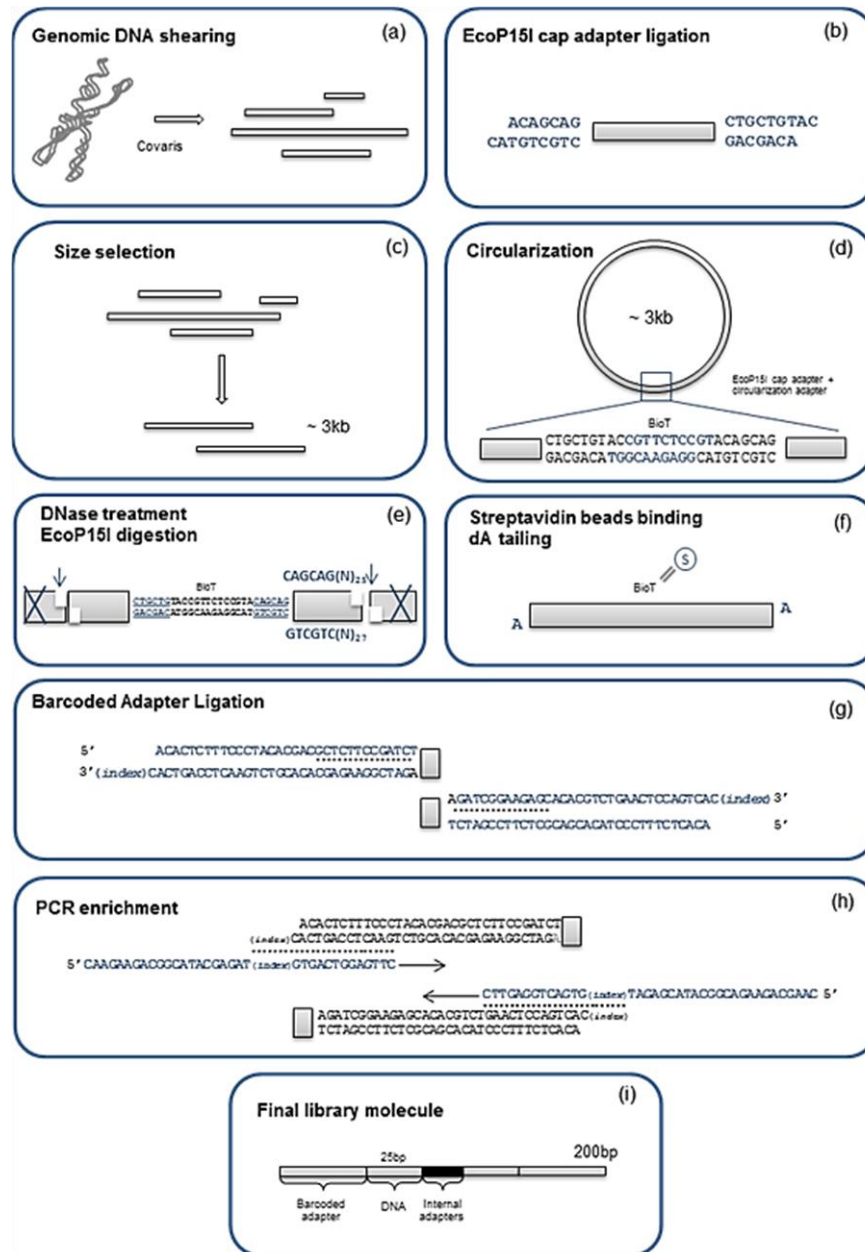 Genomic DNA shearing
(a)
Covaris
EcoP15I cap adapter ligation
(b)
ACAGCAG
CATGTCGTC
CTGCTGTAC
GACGACA
Size selection
(c)
~ 3kb
Circularization
(d)
~ 3kb
EcoP15I cap adapter +
circularization adapter
BioT
CTGCTGTACCGTTCTCCGTACAGCAG
GACGACATGGCAAGAGGCATGTCGTC
DNase treatment
(e)
EcoP15I digestion
CAGCAG(N)25
BioT
CTGCTGTACCGTTCTCCGTACAGCAG
GACGACATGGCAAGAGGCATGTCGTC
GTCGTC(N)27
Streptavidin beads binding
(f)
dA tailing
S
BioT
A
A
Barcoded Adapter Ligation
(g)
5' ACACTCTTTCCCTACACGACGCTCTTCCGATCT
3'(index)CACTGACCTCAAGTCTGCACACGAGAAGGCTAGA
AGATCGGAAGAGCACACGTCTGAACTCCAGTCAC(index)3'
TCTAGCCTTCTCGCAGCACATCCCTTTCTCACA 5'
PCR enrichment
(h)
ACACTCTTTCCCTACACGACGCTCTTCCGATCT
(index)CACTGACCTCAAGTCTGCACACGAGAAGGCTAGA
5'CAAGAAGACGGCATACGAGAT(index)GTGACTGGAGTTC
CTTGAGGTCAGTG(index)TAGAGCATACGGCAGAAGACGAAC 5'
AGATCGGAAGAGCACACGTCTGAACTCCAGTCAC(index)
TCTAGCCTTCTCGCAGCACATCCCTTTCTCACA
(i)
Final library molecule
25bp
200bp
Barcoded
adapter
DNA
Internal
adapters